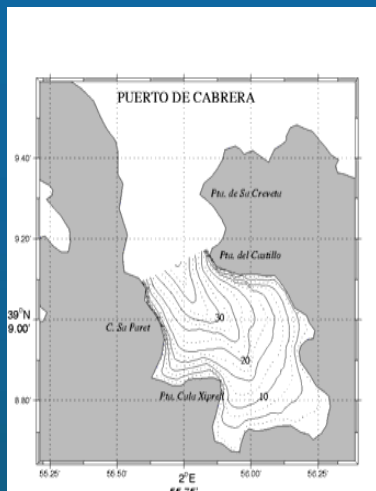 PUERTO DE CABRERA
9.40'
Pta. de Sa Creveta
9.20'
Pta. del Castillo
39°N
9.00'
30
C. Sa Paret
20
8.80'
Pta. Cala Xiprell
10
55.25'
55.50'
2°E
56.00'
56.25'